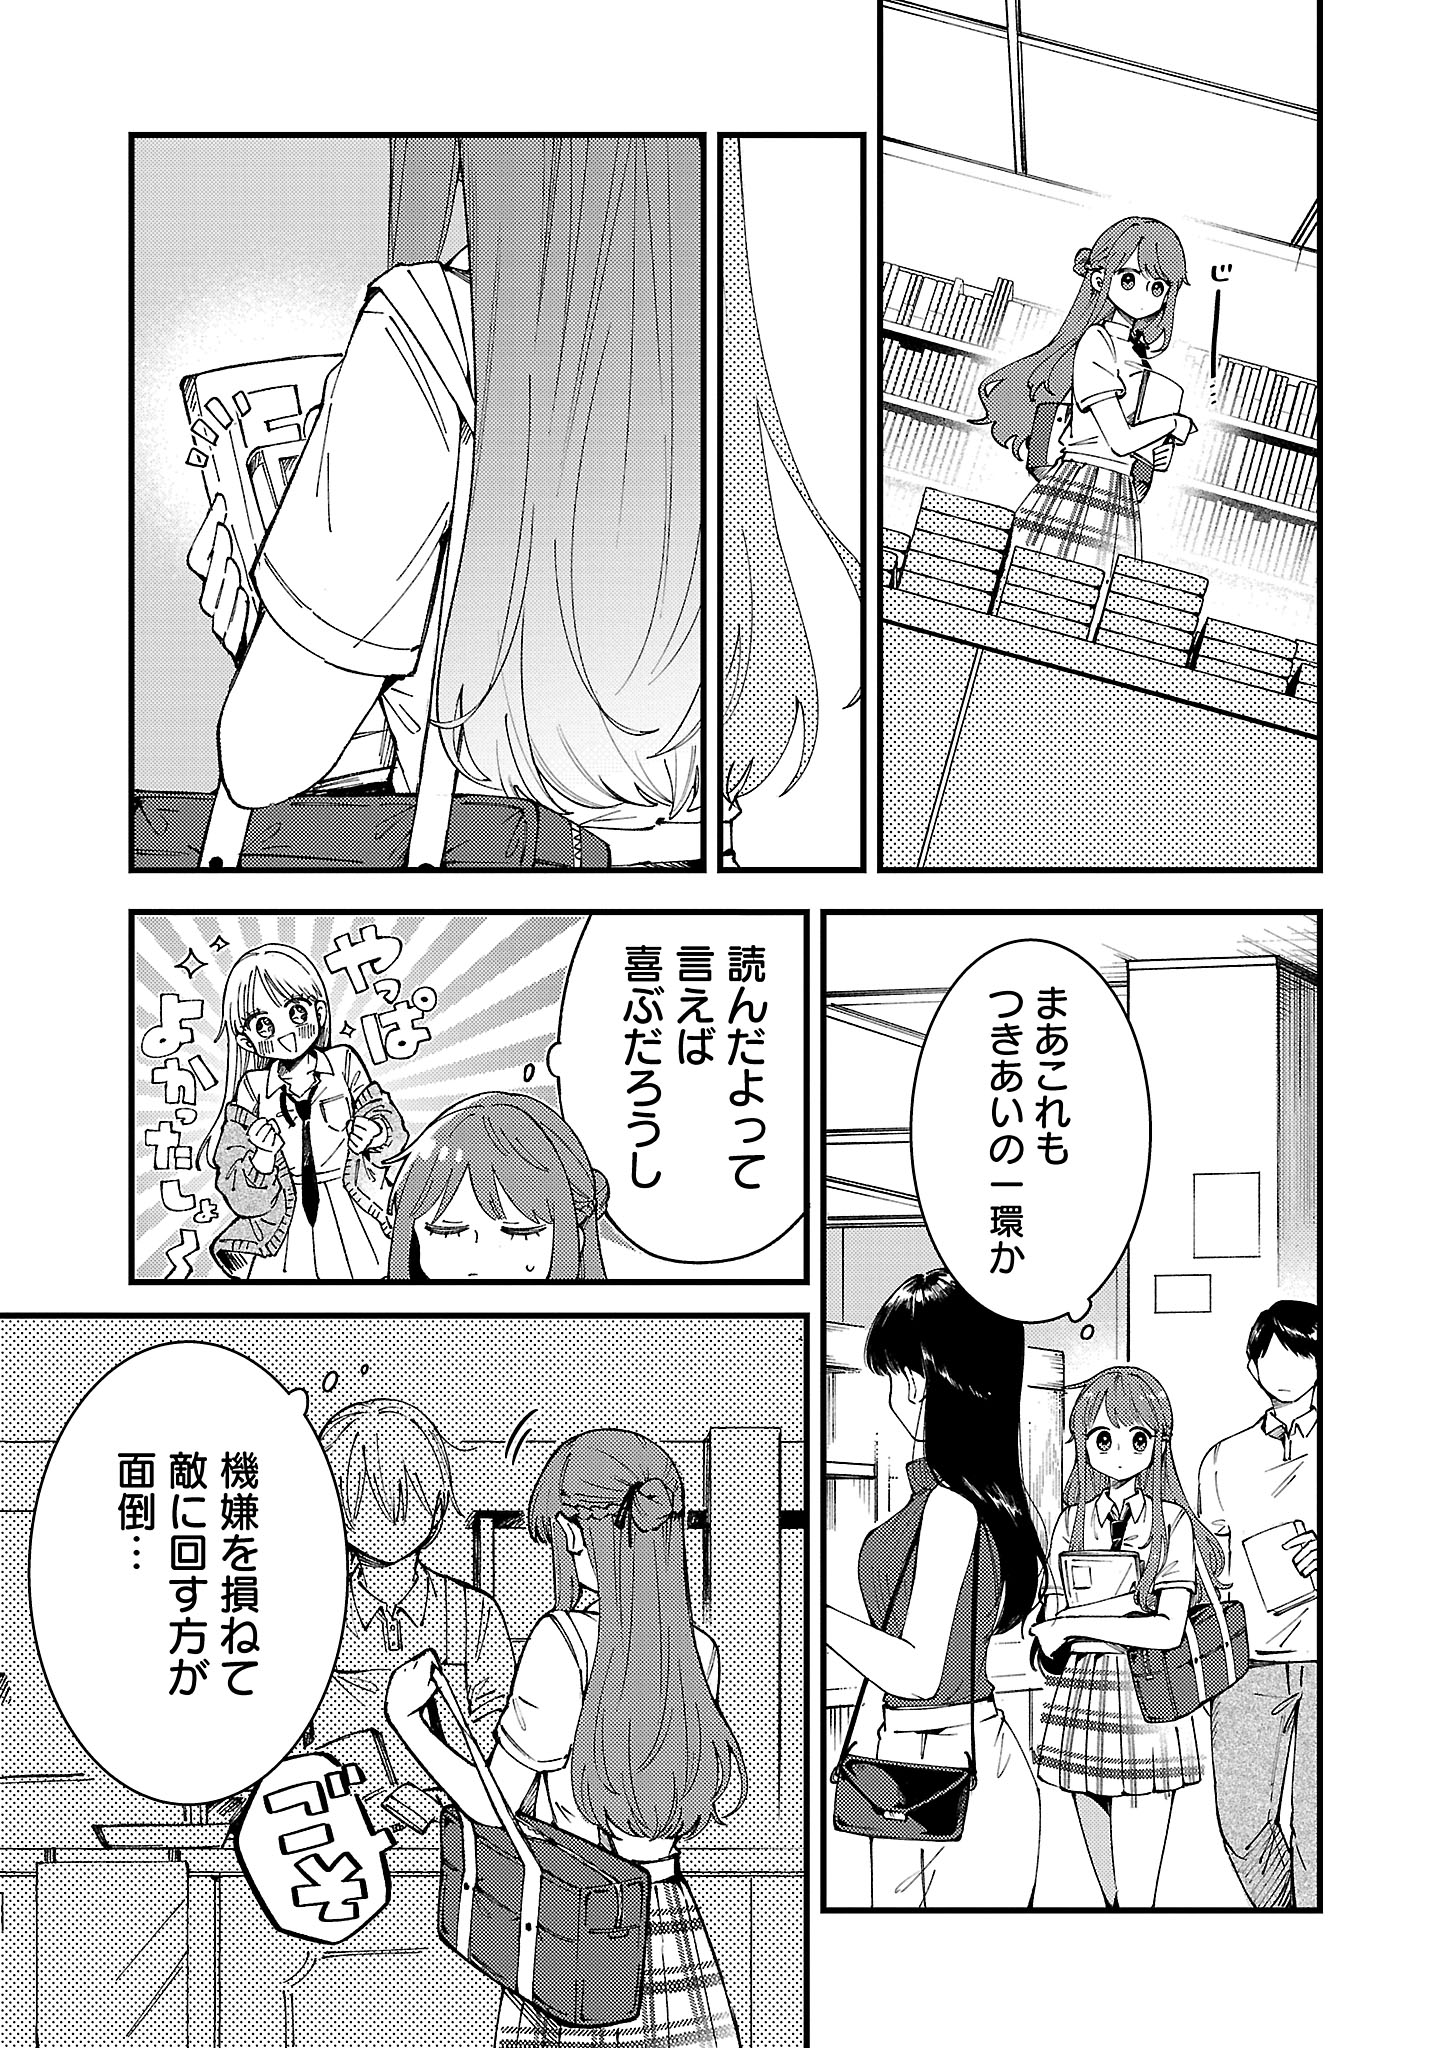 じーっ
まあこれも
つきあいの一環か
読んだよって
言えば
喜ぶだろうし
やっぱ
よかったしょ〜
機嫌を損ねて
敵に回す方が
面倒…
ごそ